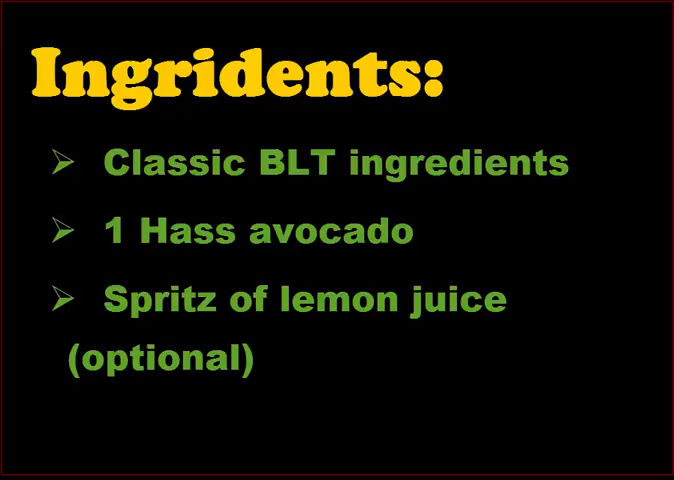 Ingridents:
➢ Classic BLT ingredients
➢ 1 Hass avocado
➢ Spritz of lemon juice
(optional)